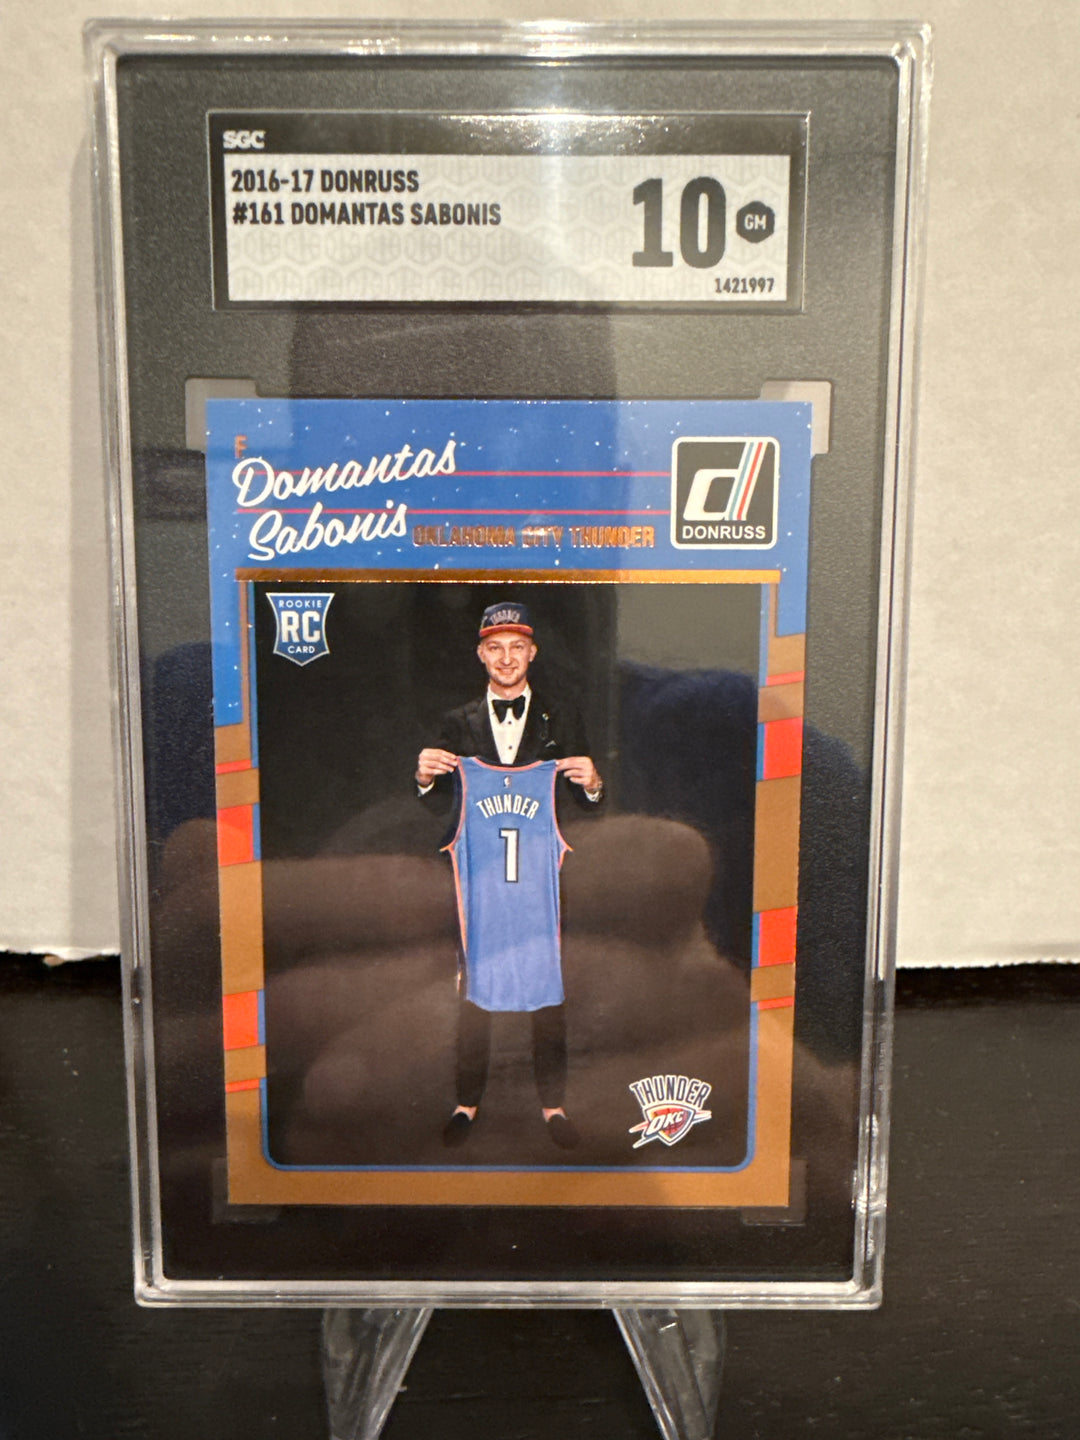 SGC
2016-17 DONRUSS
#161 DOMANTAS SABONIS
10 GM
1421997
F
Domantas
Sabonis
OKLAHOMA CITY THUNDER
d
DONRUSS
ROOKIE
RC
CARD
THUNDER
THUNDER
1
THUNDER
OKC